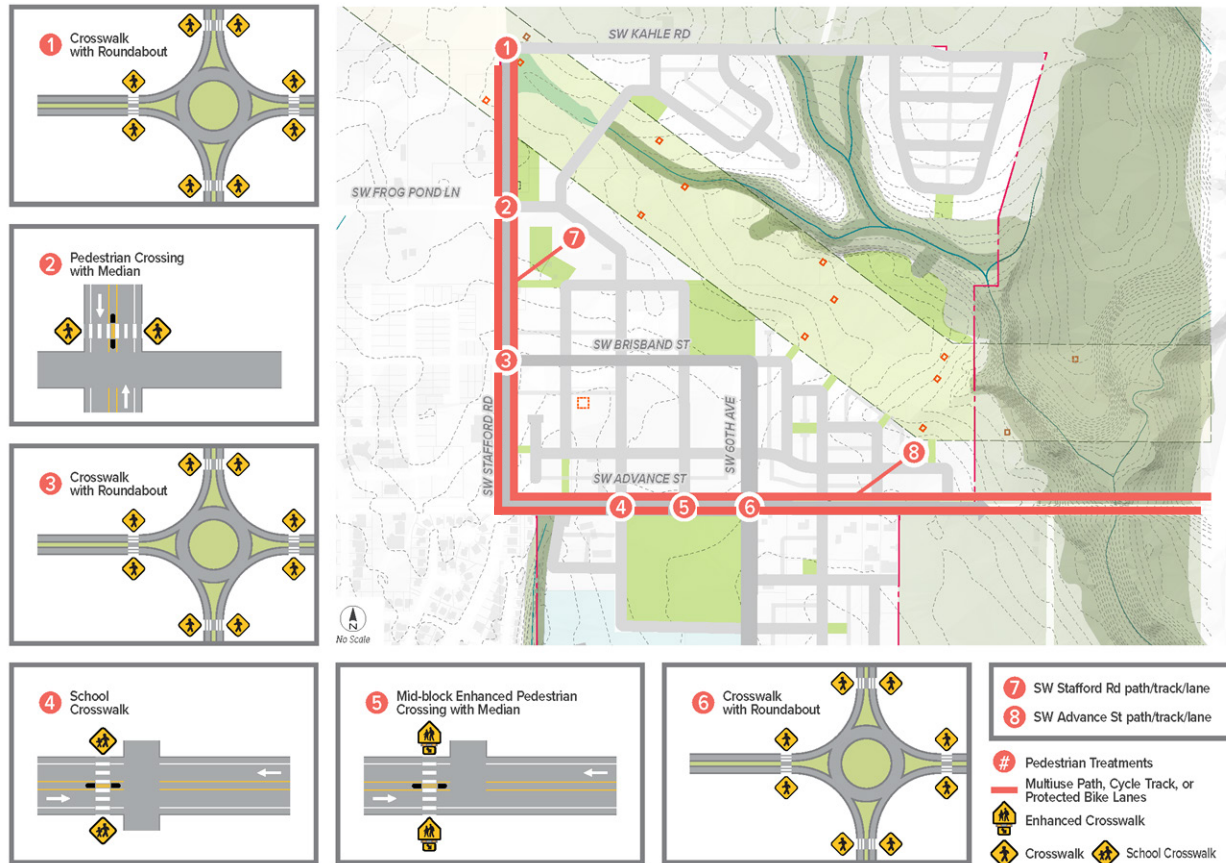 1 Crosswalk
with Roundabout
2 Pedestrian Crossing
with Median
3 Crosswalk
with Roundabout
1
SW KAHLE RD
SW FROG POND LN
2
7
SW BRISBAND ST
3
SW STAFFORD RD
SW 60TH AVE
8
SW ADVANCE ST
4
5
6
N
No Scale
4 School
Crosswalk
5 Mid-block Enhanced Pedestrian
Crossing with Median
6 Crosswalk
with Roundabout
7 SW Stafford Rd path/track/lane
8 SW Advance St path/track/lane
# Pedestrian Treatments
Multiuse Path, Cycle Track, or
Protected Bike Lanes
Enhanced Crosswalk
Crosswalk
School Crosswalk